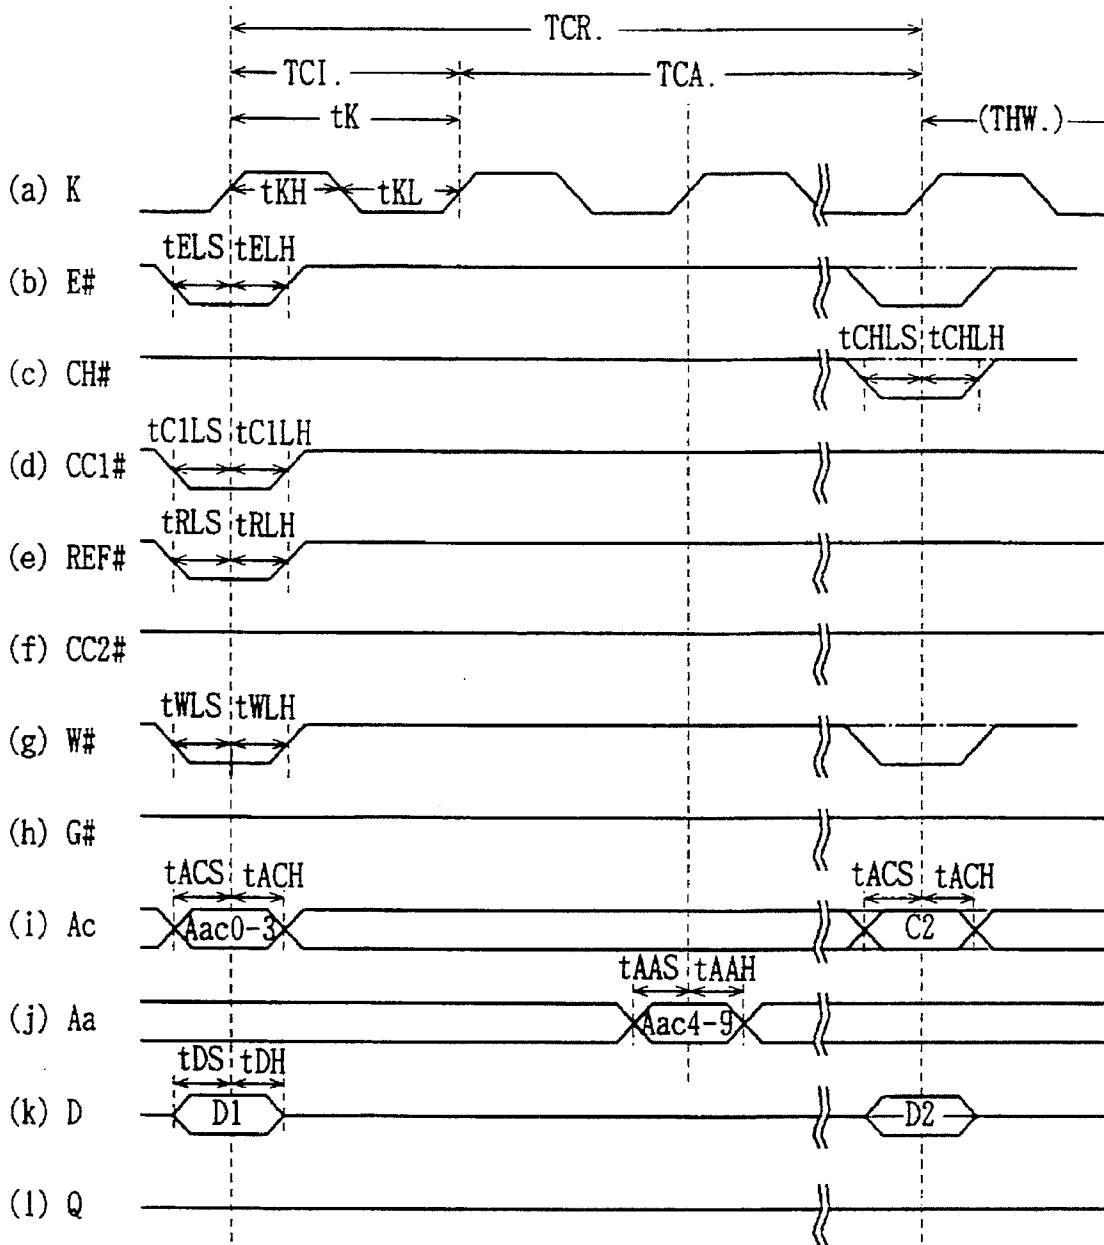 TCR.
TCI. TCA.
tK (THW.)
(a) K tKH tKL
tELS tELH
(b) E#
tCHLS tCHLH
(c) CH#
tC1LS tC1LH
(d) CC1#
tRLS tRLH
(e) REF#
(f) CC2#
tWLS tWLH
(g) W#
(h) G#
tACS tACH tACS tACH
(i) Ac Aac0-3 C2
tAAS tAAH
(j) Aa Aac4-9
tDS tDH
(k) D D1 D2
(l) Q